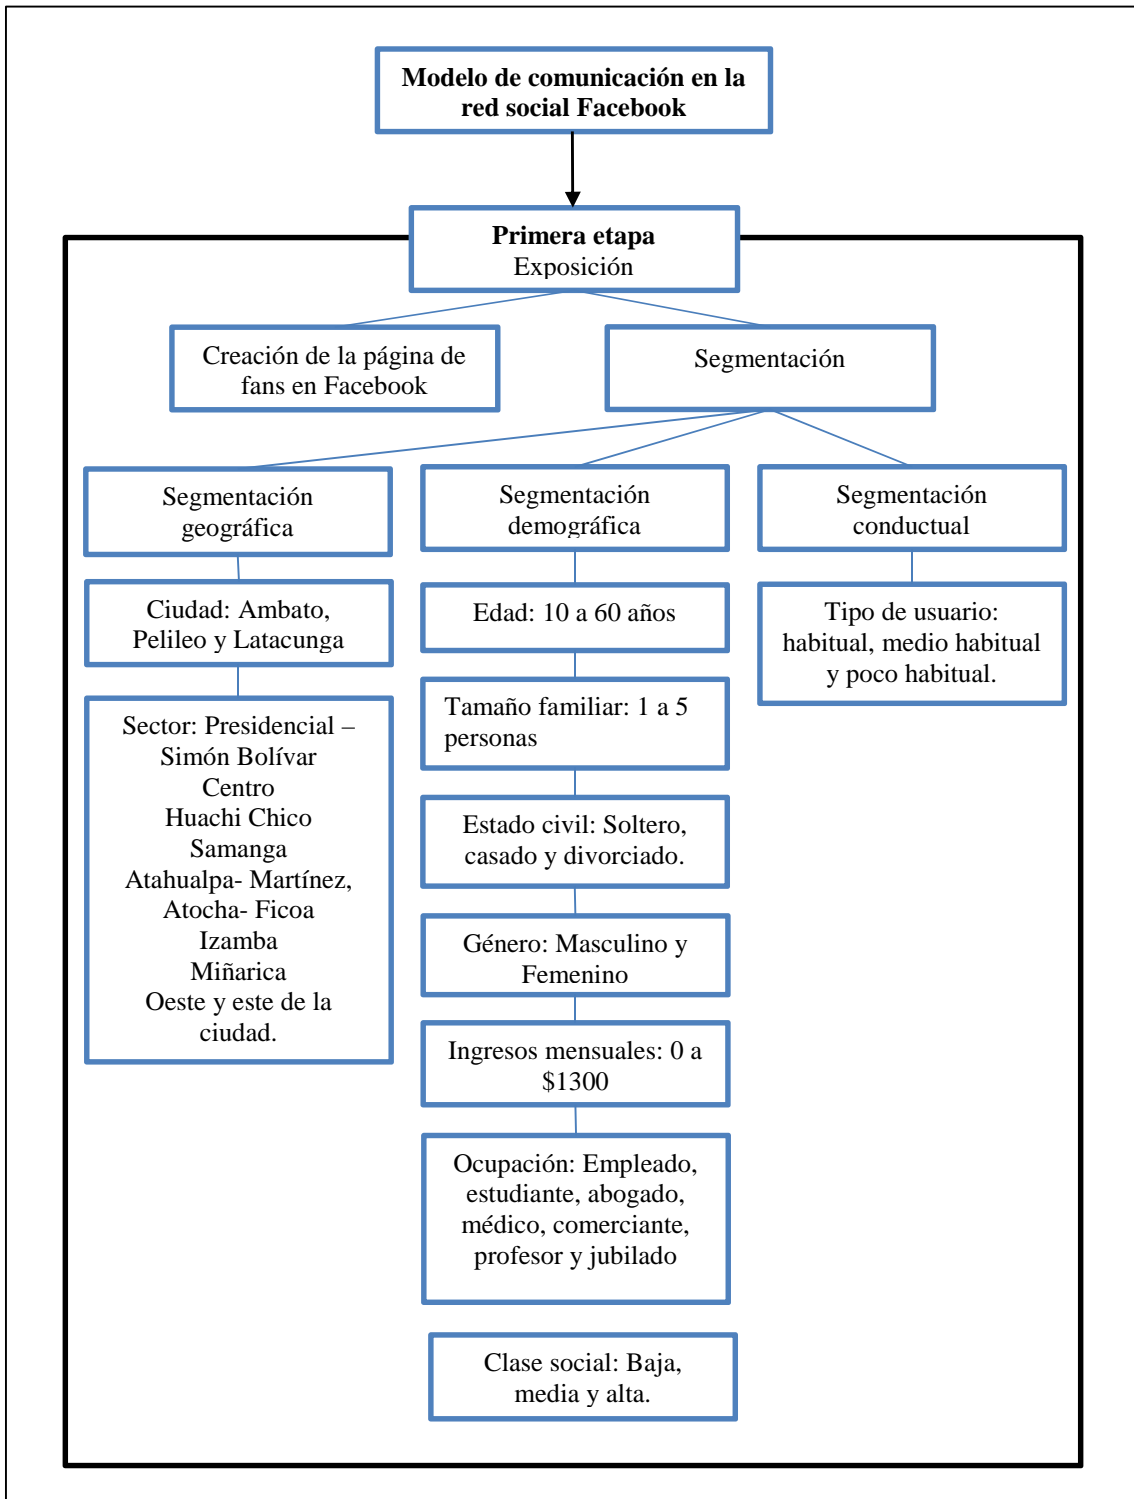 Modelo de comunicación en la
red social Facebook
Primera etapa
Exposición
Creación de la página de
fans en Facebook
Segmentación
Segmentación
geográfica
Segmentación
demográfica
Segmentación
conductual
Ciudad: Ambato,
Pelileo y Latacunga
Edad: 10 a 60 años
Tipo de usuario:
habitual, medio habitual
y poco habitual.
Sector: Presidencial –
Simón Bolívar
Centro
Huachi Chico
Samanga
Atahualpa- Martínez,
Atocha- Ficoa
Izamba
Miñarica
Oeste y este de la
ciudad.
Tamaño familiar: 1 a 5
personas
Estado civil: Soltero,
casado y divorciado.
Género: Masculino y
Femenino
Ingresos mensuales: 0 a
$1300
Ocupación: Empleado,
estudiante, abogado,
médico, comerciante,
profesor y jubilado
Clase social: Baja,
media y alta.